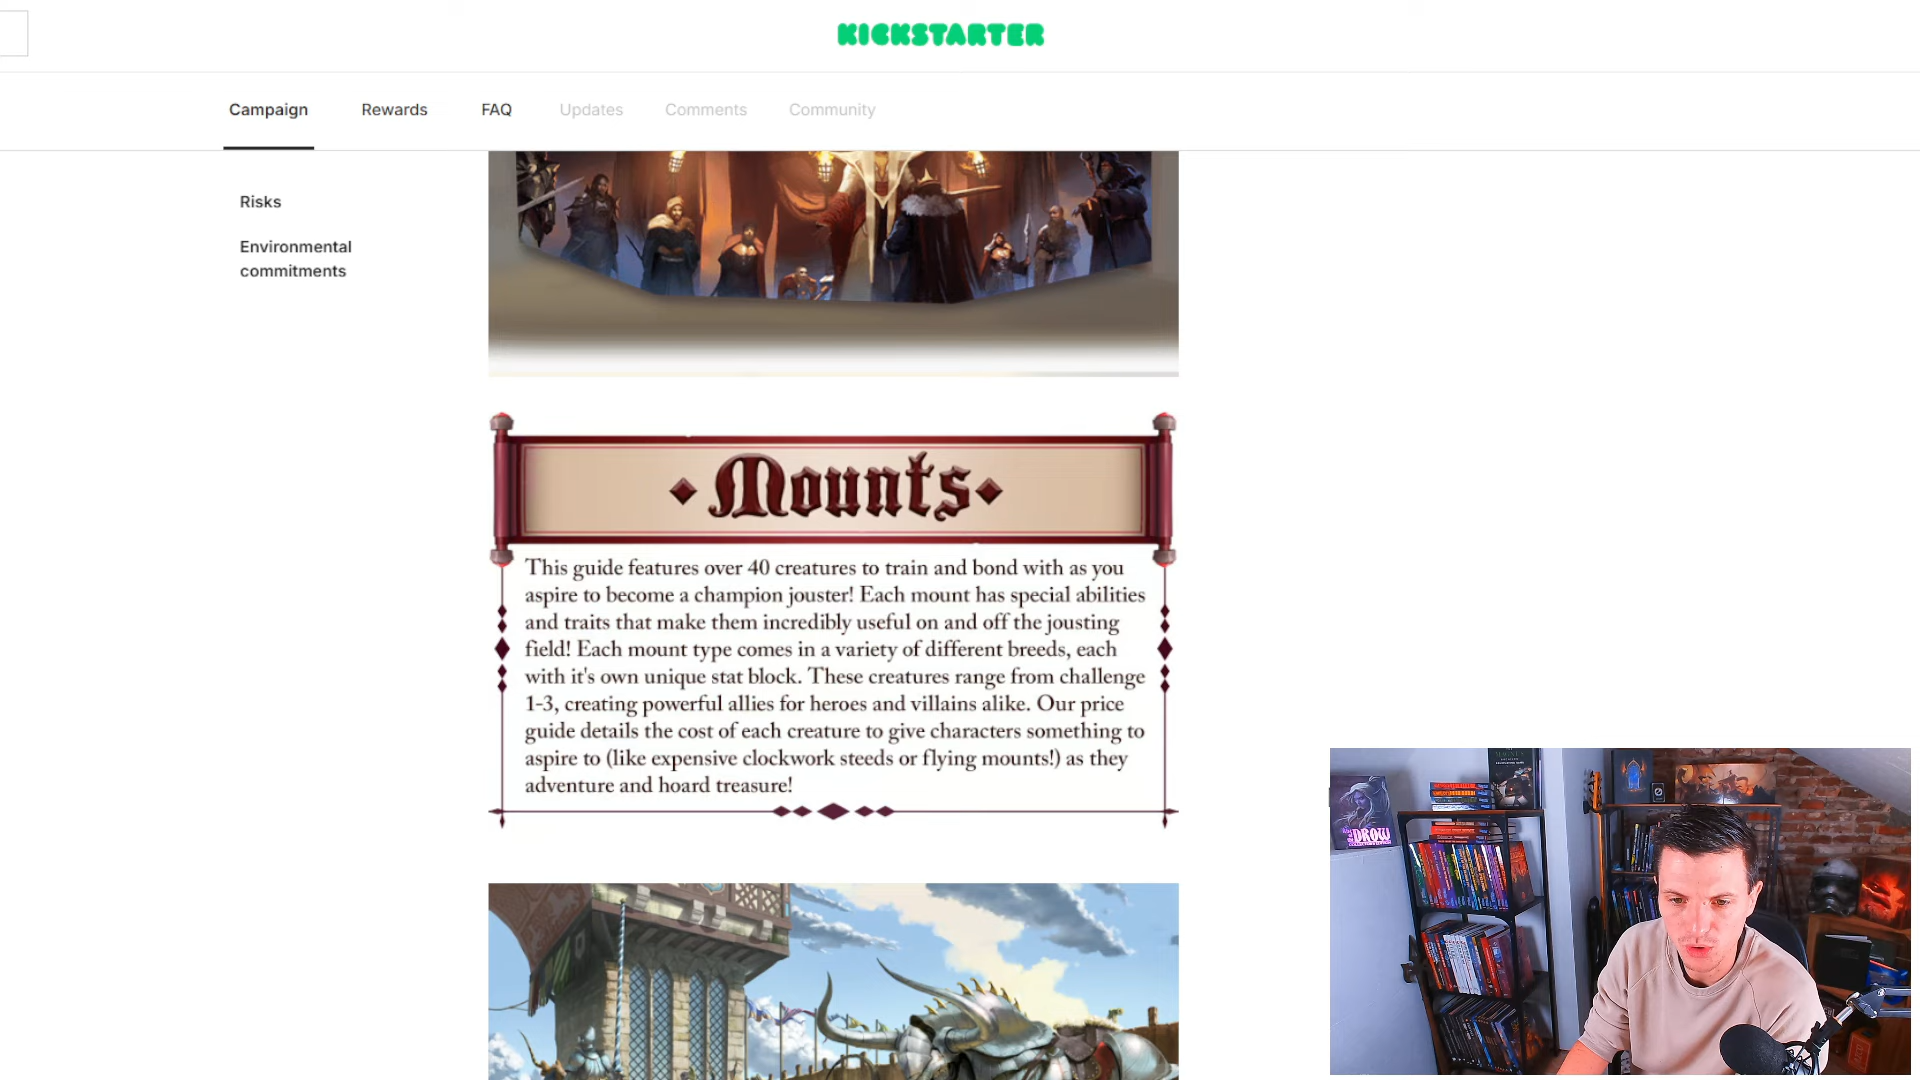 KICKSTARTER
Campaign Rewards FAQ Updates Comments Community
Risks
Environmental
commitments
Mounts
This guide features over 40 creatures to train and bond with as you
aspire to become a champion jouster! Each mount has special abilities
and traits that make them incredibly useful on and off the jousting
field! Each mount type comes in a variety of different breeds, each
with it's own unique stat block. These creatures range from challenge
1-3, creating powerful allies for heroes and villains alike. Our price
guide details the cost of each creature to give characters something to
aspire to (like expensive clockwork steeds or flying mounts!) as they
adventure and hoard treasure!
DROW